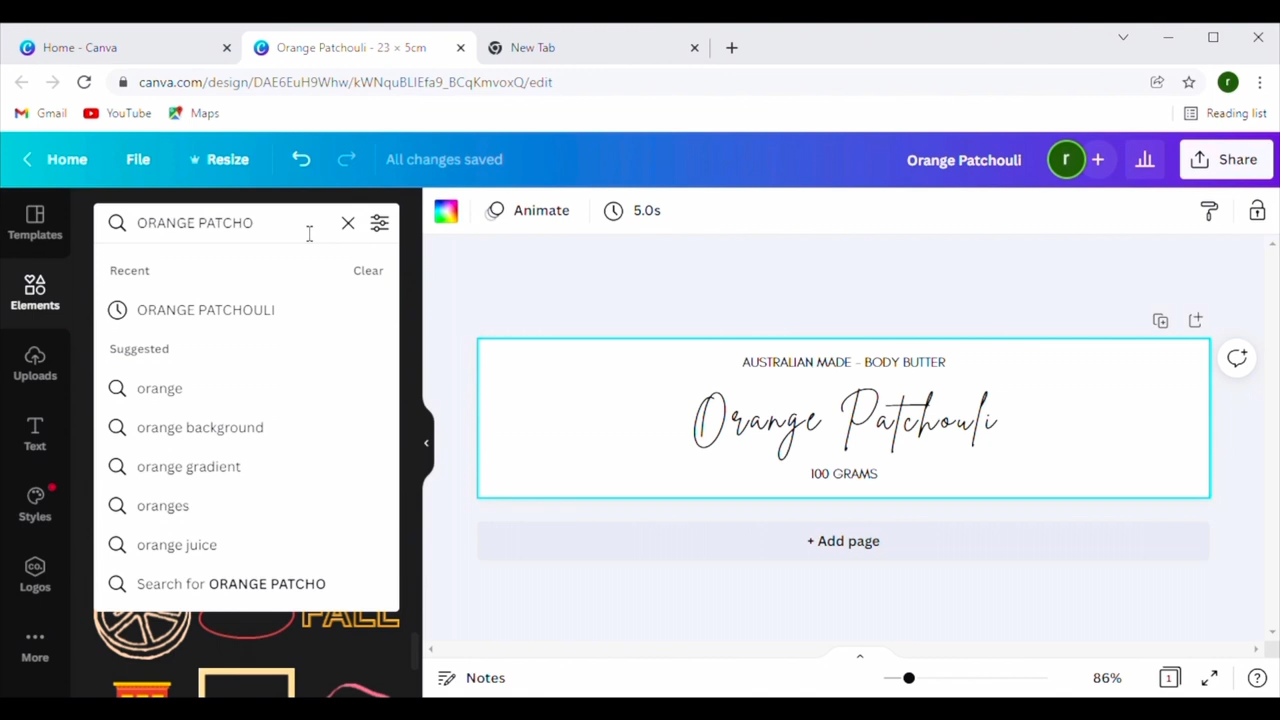 Home - Canva
Orange Patchouli - 23 × 5cm
New Tab
canva.com/design/DAE6EuH9Whw/kWNquBLIEfa9_BCqKmvoxQ/edit
Gmail
YouTube
Maps
Reading list
Home
File
Resize
All changes saved
Orange Patchouli
r
Share
Templates
Elements
Uploads
Text
Styles
CO.
Logos
More
ORANGE PATCHO
Recent
Clear
ORANGE PATCHOULI
Suggested
orange
orange background
orange gradient
oranges
orange juice
Search for ORANGE PATCHO
FALL
Animate
5.0s
AUSTRALIAN MADE - BODY BUTTER
Orange Patchouli
100 GRAMS
+ Add page
Notes
86%
1